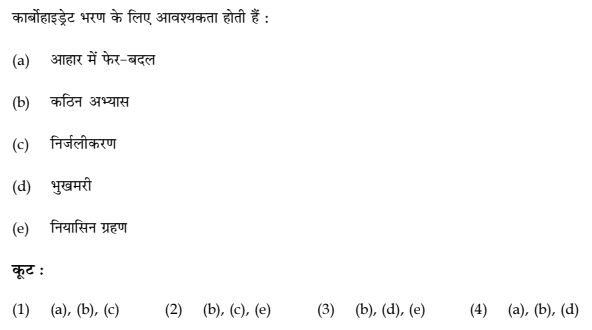 कार्बोहाइड्रेट भरण के लिए आवश्यकता होती हैं :
(a) आहार में फेर-बदल
(b) कठिन अभ्यास
(c) निर्जलीकरण
(d) भुखमरी
(e) नियासिन ग्रहण
कूट :
(1) (a), (b), (c) (2) (b), (c), (e) (3) (b), (d), (e) (4) (a), (b), (d)